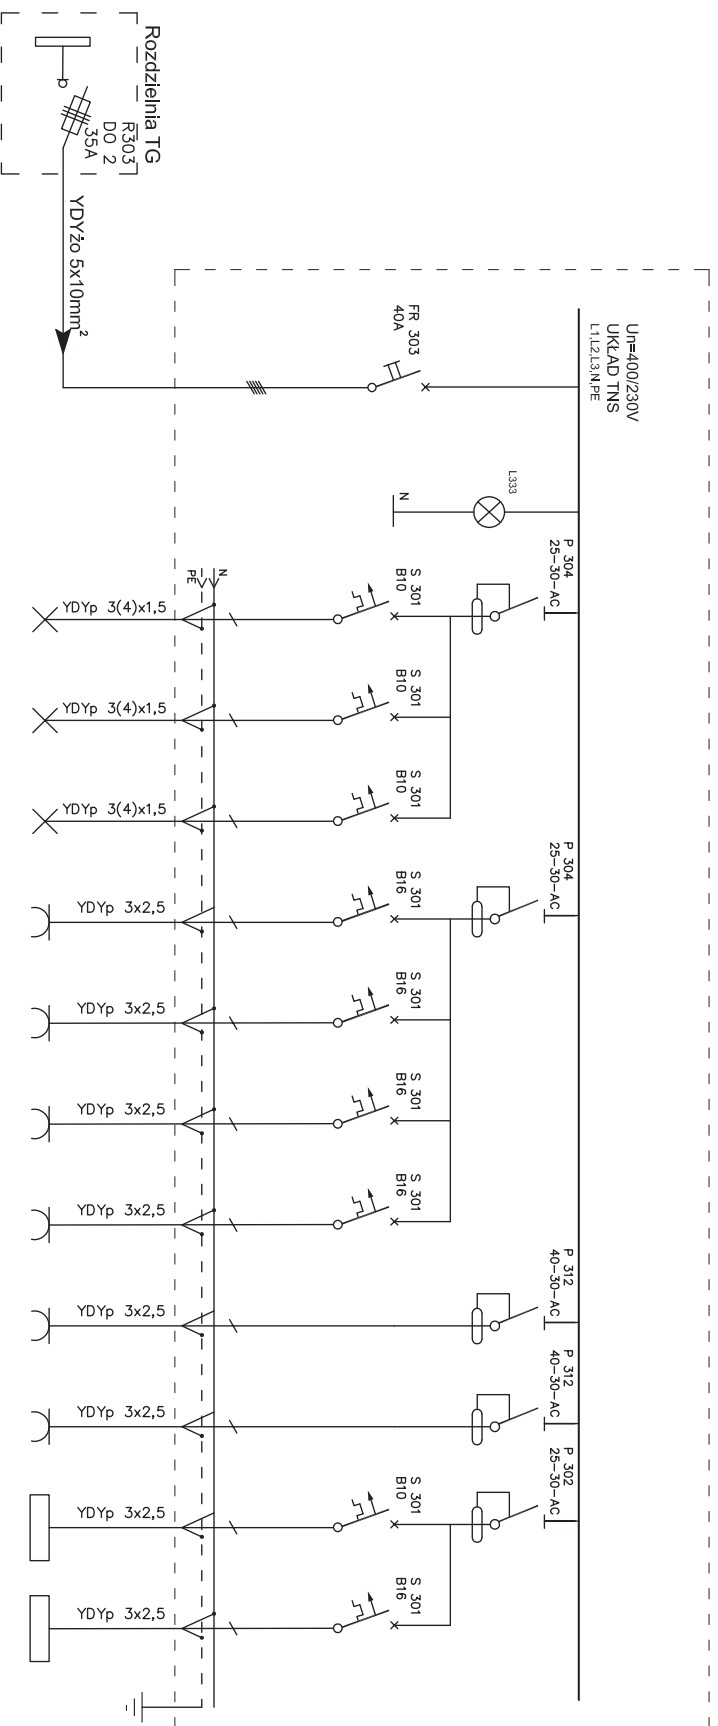 Rozdzielnia TG
R303
DO 2
35A
YDYżo 5x10mm²
Un=400/230V
UKŁAD TNS
L1,L2,L3,N,PE
FR 303
40A
L333
N
P 304
25-30-AC
S 301
B10
N
PE
YDYp 3(4)x1,5
S 301
B10
YDYp 3(4)x1,5
S 301
B10
YDYp 3(4)x1,5
P 304
25-30-AC
S 301
B16
YDYp 3x2,5
S 301
B16
YDYp 3x2,5
S 301
B16
YDYp 3x2,5
S 301
B16
YDYp 3x2,5
P 312
40-30-AC
YDYp 3x2,5
P 312
40-30-AC
YDYp 3x2,5
P 302
25-30-AC
S 301
B10
YDYp 3x2,5
S 301
B16
YDYp 3x2,5